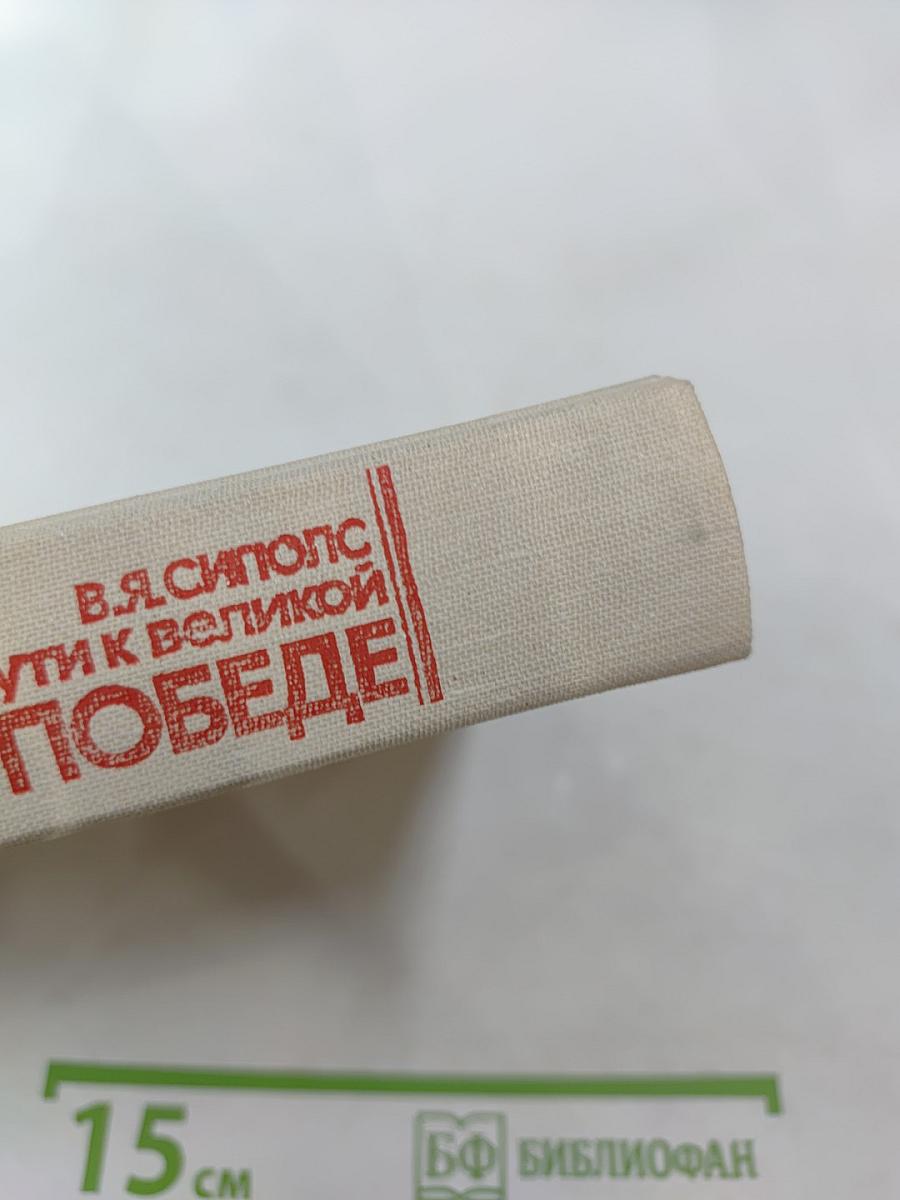 В.Я.СИПОЛС
УТИ К ВЕЛИКОЙ
ПОБЕДЕ
15 см
БФ БИБЛИОФАН